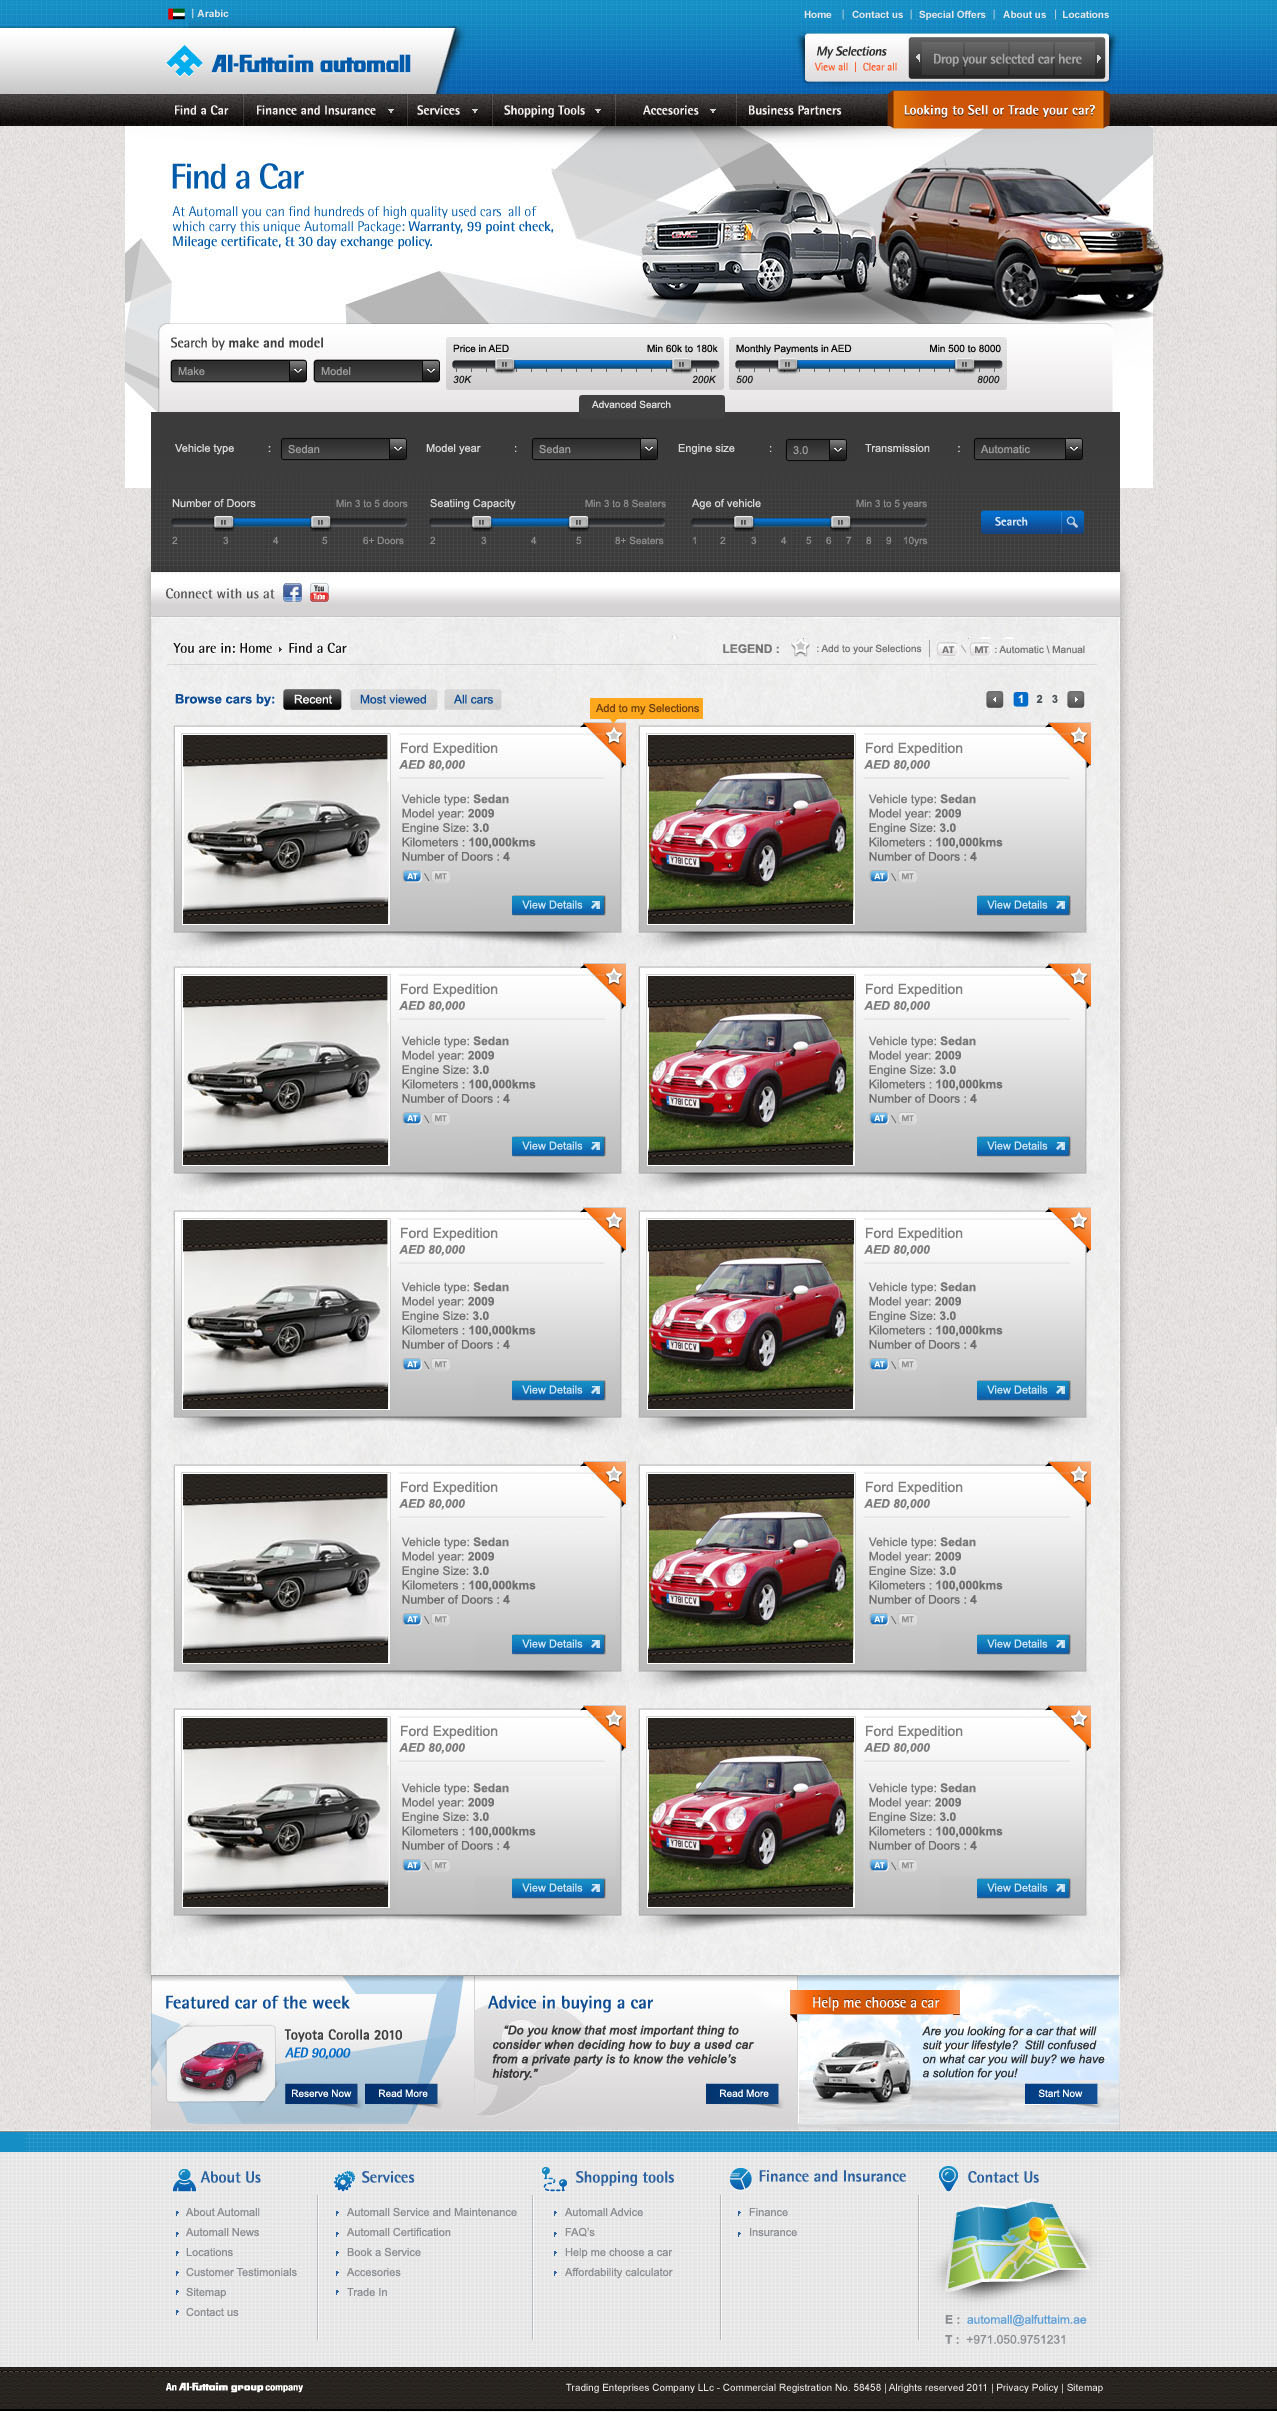 | Arabic
Home | Contact us | Special Offers | About us | Locations
Al-Futtaim automall
My Selections
View all | Clear all
Drop your selected car here
Find a Car
Finance and Insurance
Services
Shopping Tools
Accesories
Business Partners
Looking to Sell or Trade your car?
Find a Car
At Automall you can find hundreds of high quality used cars all of
which carry this unique Automall Package: Warranty, 99 point check,
Mileage certificate, & 30 day exchange policy.
GMC
Search by make and model
Make
Model
Price in AED Min 60k to 180k
30K 200K
Monthly Payments in AED Min 500 to 8000
500 8000
Advanced Search
Vehicle type : Sedan
Model year : Sedan
Engine size : 3.0
Transmission : Automatic
Number of Doors Min 3 to 5 doors
2 3 4 5 6+ Doors
Seatiing Capacity Min 3 to 8 Seaters
2 3 4 5 8+ Seaters
Age of vehicle Min 3 to 5 years
1 2 3 4 5 6 7 8 9 10yrs
Search
Connect with us at
You Tube
You are in: Home Find a Car
LEGEND : : Add to your Selections | AT \ MT : Automatic \ Manual
Browse cars by: Recent Most viewed All cars
Add to my Selections
1 2 3
Ford Expedition
AED 80,000
Vehicle type: Sedan
Model year: 2009
Engine Size: 3.0
Kilometers : 100,000kms
Number of Doors : 4
AT \ MT
View Details
Y781 CCV
Ford Expedition
AED 80,000
Vehicle type: Sedan
Model year: 2009
Engine Size: 3.0
Kilometers : 100,000kms
Number of Doors : 4
AT \ MT
View Details
Ford Expedition
AED 80,000
Vehicle type: Sedan
Model year: 2009
Engine Size: 3.0
Kilometers : 100,000kms
Number of Doors : 4
AT \ MT
View Details
Y781 CCV
Ford Expedition
AED 80,000
Vehicle type: Sedan
Model year: 2009
Engine Size: 3.0
Kilometers : 100,000kms
Number of Doors : 4
AT \ MT
View Details
Ford Expedition
AED 80,000
Vehicle type: Sedan
Model year: 2009
Engine Size: 3.0
Kilometers : 100,000kms
Number of Doors : 4
AT \ MT
View Details
Y781 CCV
Ford Expedition
AED 80,000
Vehicle type: Sedan
Model year: 2009
Engine Size: 3.0
Kilometers : 100,000kms
Number of Doors : 4
AT \ MT
View Details
Ford Expedition
AED 80,000
Vehicle type: Sedan
Model year: 2009
Engine Size: 3.0
Kilometers : 100,000kms
Number of Doors : 4
AT \ MT
View Details
Y781 CCV
Ford Expedition
AED 80,000
Vehicle type: Sedan
Model year: 2009
Engine Size: 3.0
Kilometers : 100,000kms
Number of Doors : 4
AT \ MT
View Details
Ford Expedition
AED 80,000
Vehicle type: Sedan
Model year: 2009
Engine Size: 3.0
Kilometers : 100,000kms
Number of Doors : 4
AT \ MT
View Details
Y781 CCV
Ford Expedition
AED 80,000
Vehicle type: Sedan
Model year: 2009
Engine Size: 3.0
Kilometers : 100,000kms
Number of Doors : 4
AT \ MT
View Details
Featured car of the week
Toyota Corolla 2010
AED 90,000
Reserve Now
Read More
Advice in buying a car
"Do you know that most important thing to
consider when deciding how to buy a used car
from a private party is to know the vehicle's
history."
Read More
Help me choose a car
Are you looking for a car that will
suit your lifestyle? Still confused
on what car you will buy? we have
a solution for you!
Start Now
About Us
About Automall
Automall News
Locations
Customer Testimonials
Sitemap
Contact us
Services
Automall Service and Maintenance
Automall Certification
Book a Service
Accesories
Trade In
Shopping tools
Automall Advice
FAQ's
Help me choose a car
Affordability calculator
Finance and Insurance
Finance
Insurance
Contact Us
E : automall@alfuttaim.ae
T : +971.050.9751231
An Al-Futtaim group company
Trading Enteprises Company LLc - Commercial Registration No. 58458 | Alrights reserved 2011 | Privacy Policy | Sitemap